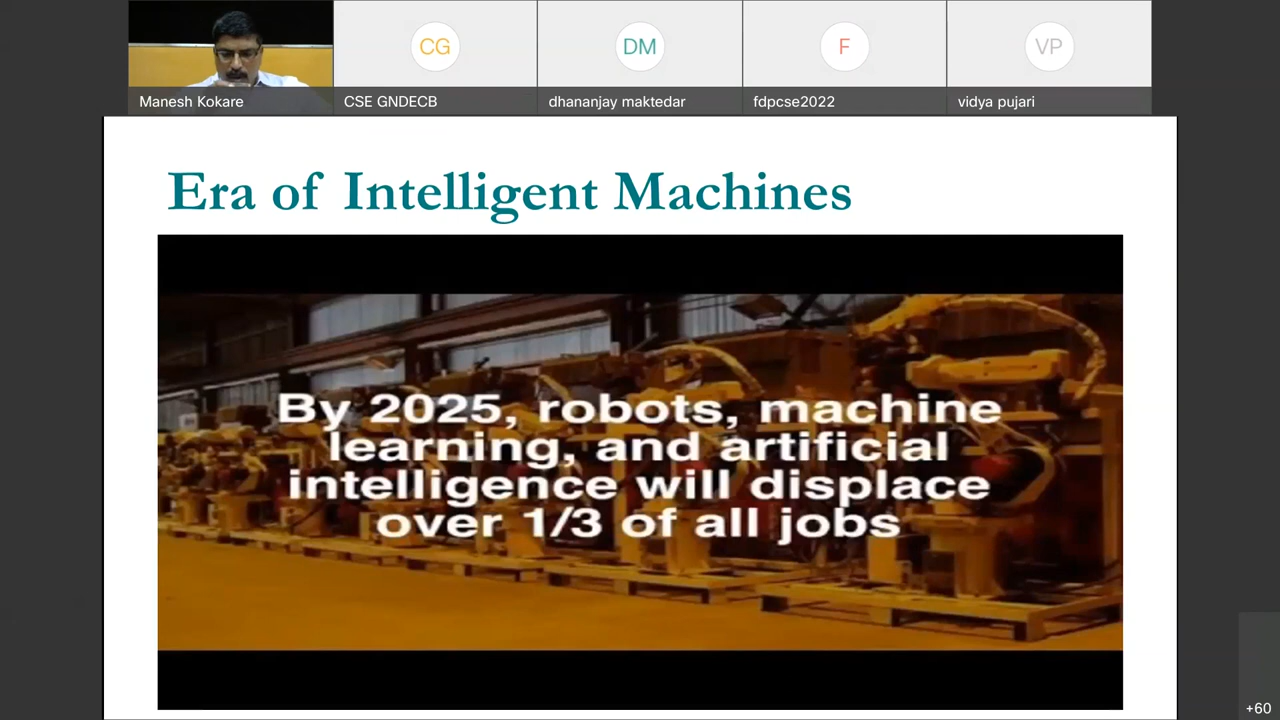 CG
DM
F
VP
Manesh Kokare
CSE GNDECB
dhananjay maktedar
fdpcse2022
vidya pujari
Era of Intelligent Machines
By 2025, robots, machine
learning, and artificial
intelligence will displace
over 1/3 of all jobs
+60